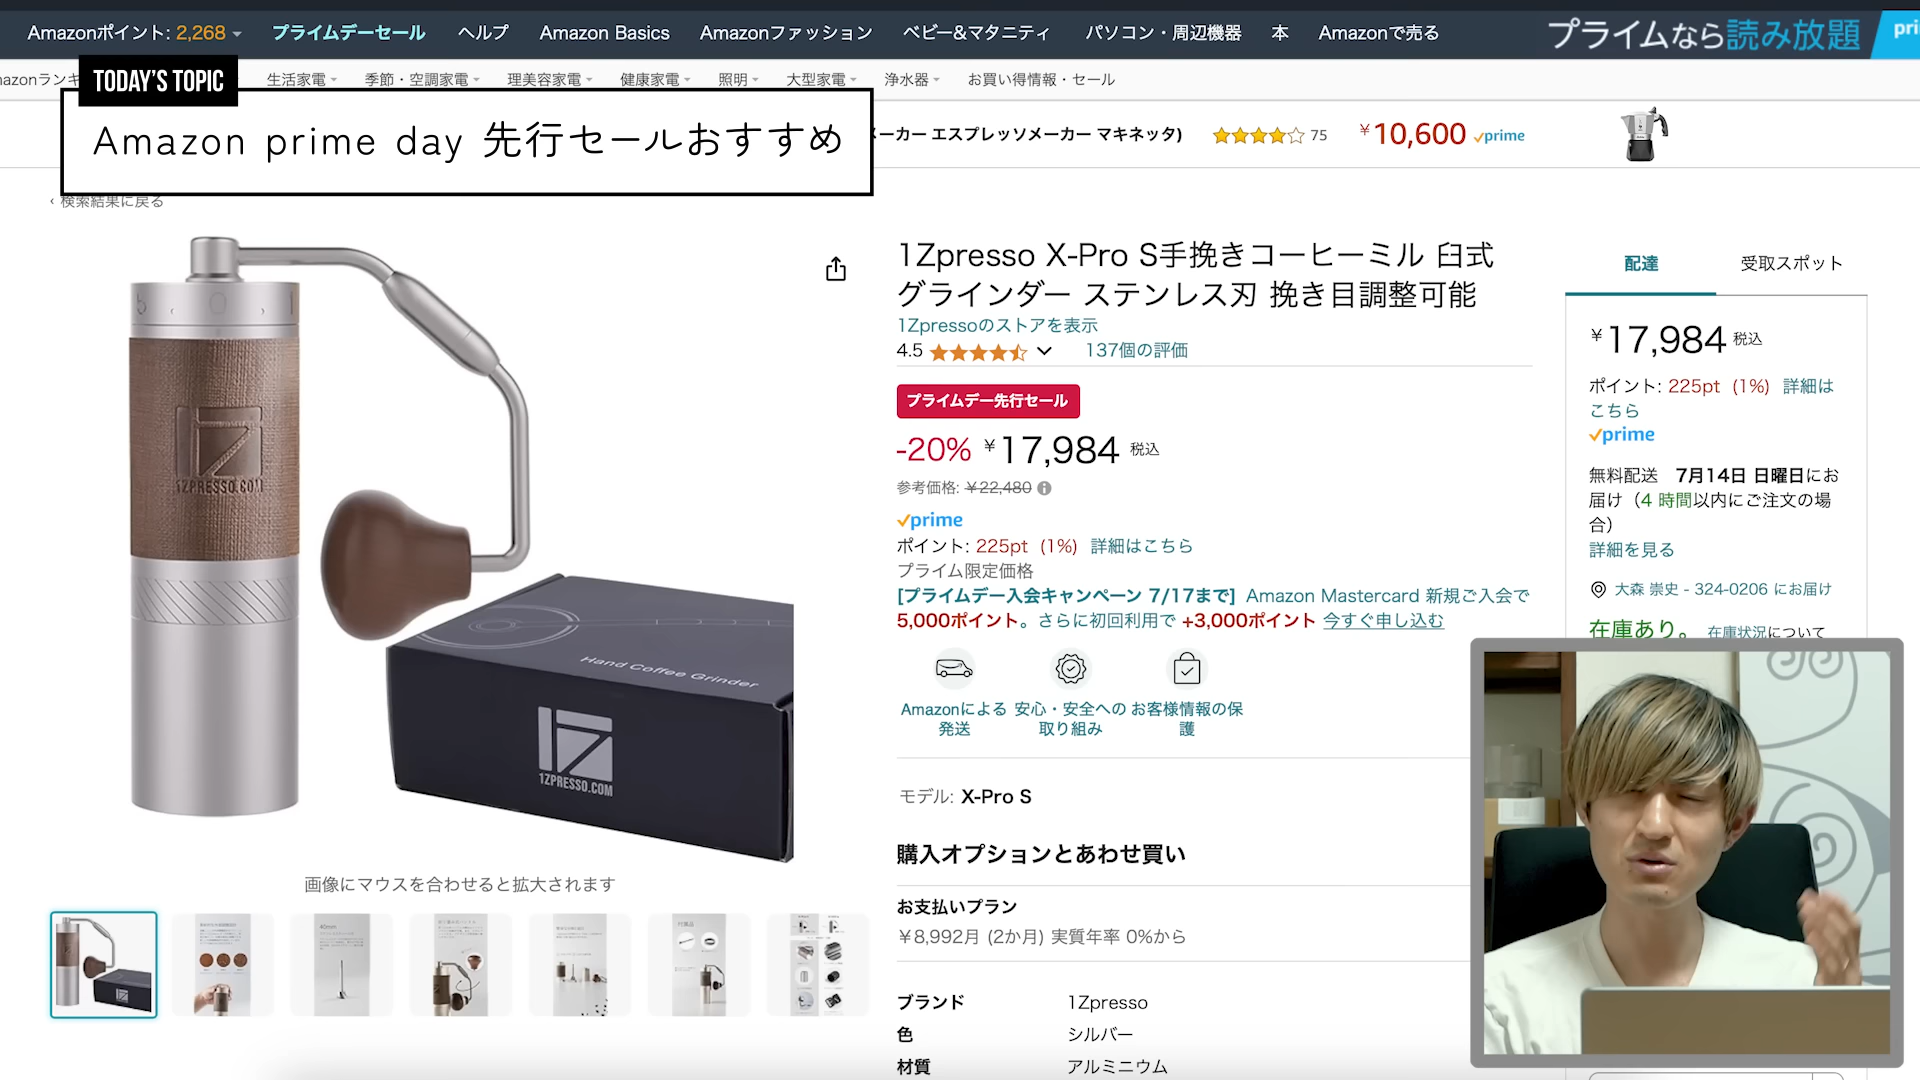 Amazonポイント: 2,268
プライムデーセール
ヘルプ
Amazon Basics
Amazonファッション
ベビー&マタニティ
パソコン・周辺機器
本
Amazonで売る
プライムなら読み放題
TODAY'S TOPIC
生活家電
季節・空調家電
理美容家電
健康家電
照明
大型家電
浄水器
お買い得情報・セール
Amazon prime day 先行セールおすすめ
メーカー エスプレッソメーカー マキネッタ)
75
¥10,600 prime
‹ 検索結果に戻る
1Zpresso X-Pro S手挽きコーヒーミル 臼式
グラインダー ステンレス刃 挽き目調整可能
1Zpressoのストアを表示
4.5
137個の評価
プライムデー先行セール
-20% ¥17,984 税込
参考価格: ¥22,480
prime
ポイント: 225pt (1%) 詳細はこちら
プライム限定価格
[プライムデー入会キャンペーン 7/17まで] Amazon Mastercard 新規ご入会で
5,000ポイント。さらに初回利用で +3,000ポイント 今すぐ申し込む
Amazonによる
発送
安心・安全への
取り組み
お客様情報の保
護
モデル: X-Pro S
購入オプションとあわせ買い
お支払いプラン
¥8,992月 (2か月) 実質年率 0%から
ブランド 1Zpresso
色 シルバー
材質 アルミニウム
配達
受取スポット
¥17,984 税込
ポイント: 225pt (1%) 詳細は
こちら
prime
無料配送 7月14日 日曜日にお
届け (4 時間以内にご注文の場
合)
詳細を見る
大森 崇史 - 324-0206 にお届け
在庫あり。 在庫状況について
1ZPRESSO.COM
Hand Coffee Grinder
1ZPRESSO.COM
画像にマウスを合わせると拡大されます
40mm
付属品